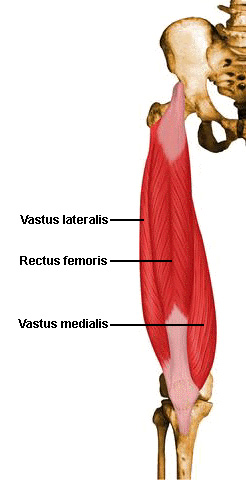 Vastus lateralis
Rectus femoris
Vastus medialis